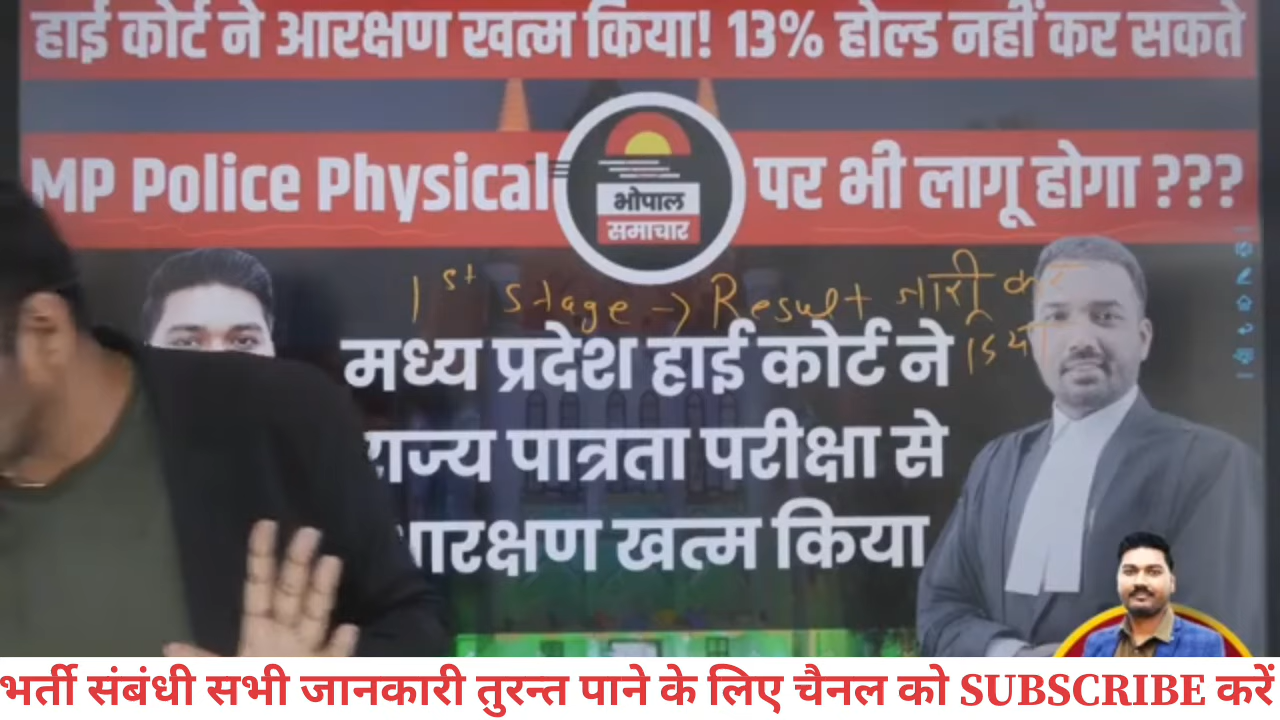 हाई कोर्ट ने आरक्षण खत्म किया! 13% होल्ड नहीं कर सकते
MP Police Physical पर भी लागू होगा ???
भोपाल
समाचार
1st stage → Result जारी कर
दिया
मध्य प्रदेश हाई कोर्ट ने
राज्य पात्रता परीक्षा से
आरक्षण खत्म किया
भर्ती संबंधी सभी जानकारी तुरन्त पाने के लिए चैनल को SUBSCRIBE करें